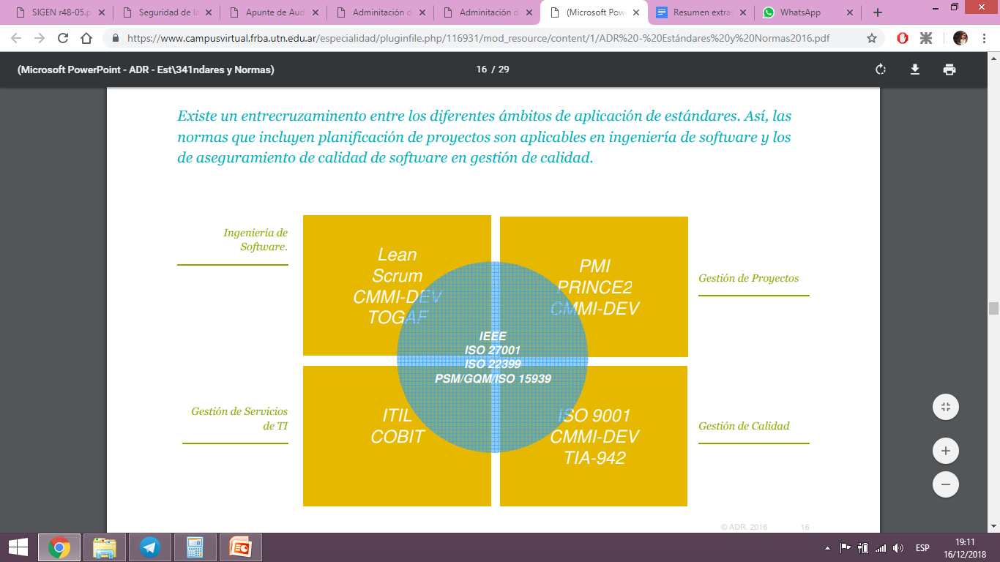 SIGEN r48-05.p
Seguridad de la
Apunte de Aud
Adminitación d
Adminitación d
(Microsoft Pow
Resumen extras
WhatsApp
https://www.campusvirtual.frba.utn.edu.ar/especialidad/pluginfile.php/116931/mod_resource/content/1/ADR%20-%20Estándares%20y%20Normas2016.pdf
(Microsoft PowerPoint - ADR - Est\341ndares y Normas)
16 / 29
Existe un entrecruzaminento entre los diferentes ámbitos de aplicación de estándares. Así, las
normas que incluyen planificación de proyectos son aplicables en ingeniería de software y los
de aseguramiento de calidad de software en gestión de calidad.
Ingeniería de
Software.
Lean
Scrum
CMMI-DEV
TOGAF
PMI
PRINCE2
CMMI-DEV
Gestión de Proyectos
IEEE
ISO 27001
ISO 22399
PSM/GQM/ISO 15939
Gestión de Servicios
de TI
ITIL
COBIT
ISO 9001
CMMI-DEV
TIA-942
Gestión de Calidad
© ADR. 2016
16
ESP
19:11
16/12/2018